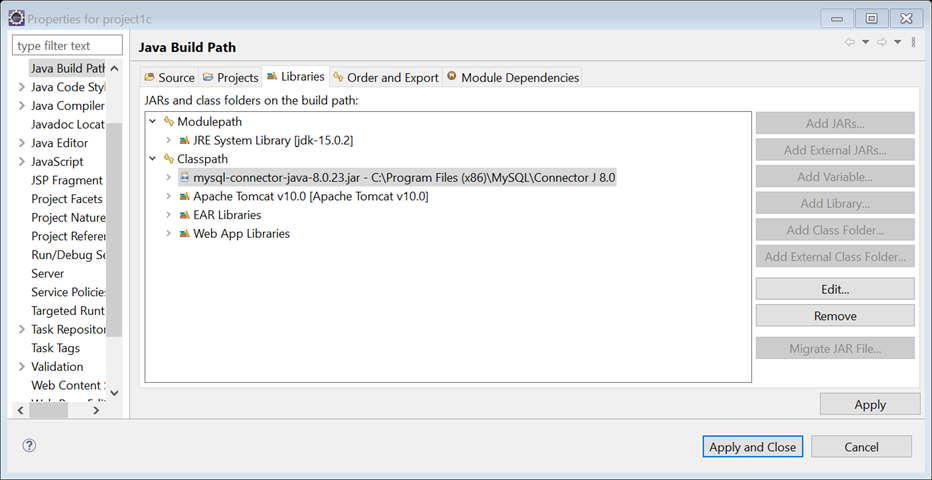 Properties for project1c
type filter text
Java Build Path
Java Code Sty
Java Compiler
Javadoc Locat
Java Editor
JavaScript
JSP Fragment
Project Facets
Project Nature
Project Referen
Run/Debug Se
Server
Service Policies
Targeted Runt
Task Repositor
Task Tags
Validation
Web Content S
Java Build Path
Source
Projects
Libraries
Order and Export
Module Dependencies
JARs and class folders on the build path:
Modulepath
JRE System Library [jdk-15.0.2]
Classpath
mysql-connector-java-8.0.23.jar - C:\Program Files (x86)\MySQL\Connector J 8.0
Apache Tomcat v10.0 [Apache Tomcat v10.0]
EAR Libraries
Web App Libraries
Add JARs...
Add External JARs...
Add Variable...
Add Library...
Add Class Folder...
Add External Class Folder...
Edit...
Remove
Migrate JAR File...
Apply
?
Apply and Close
Cancel